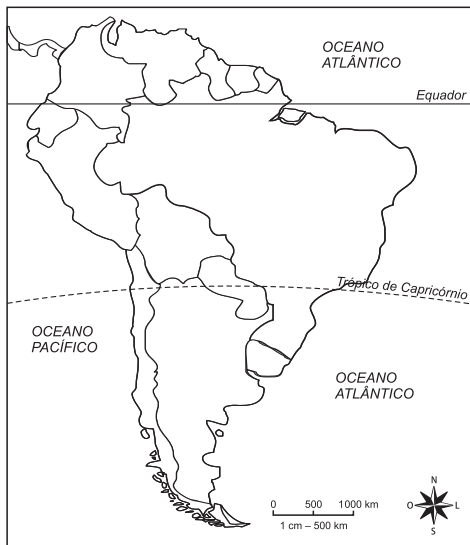 OCEANO
ATLÂNTICO
Equador
Trópico de Capricórnio
OCEANO
PACÍFICO
OCEANO
ATLÂNTICO
N
O L
S
0 500 1000 km
1 cm – 500 km